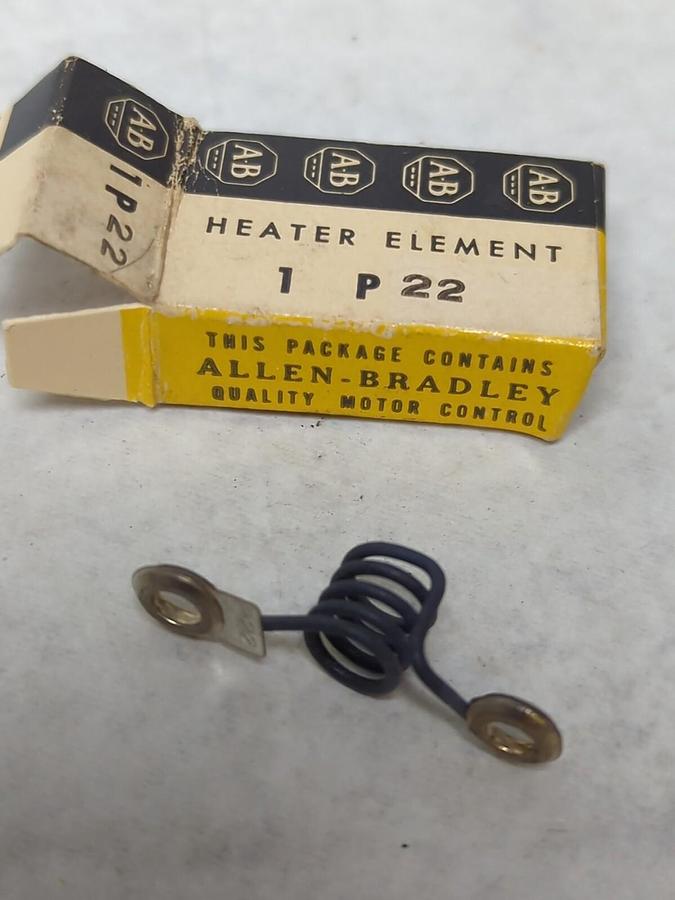 AB
1P22
AB AB AB AB
HEATER ELEMENT
1 P 22
THIS PACKAGE CONTAINS
ALLEN-BRADLEY
QUALITY MOTOR CONTROL